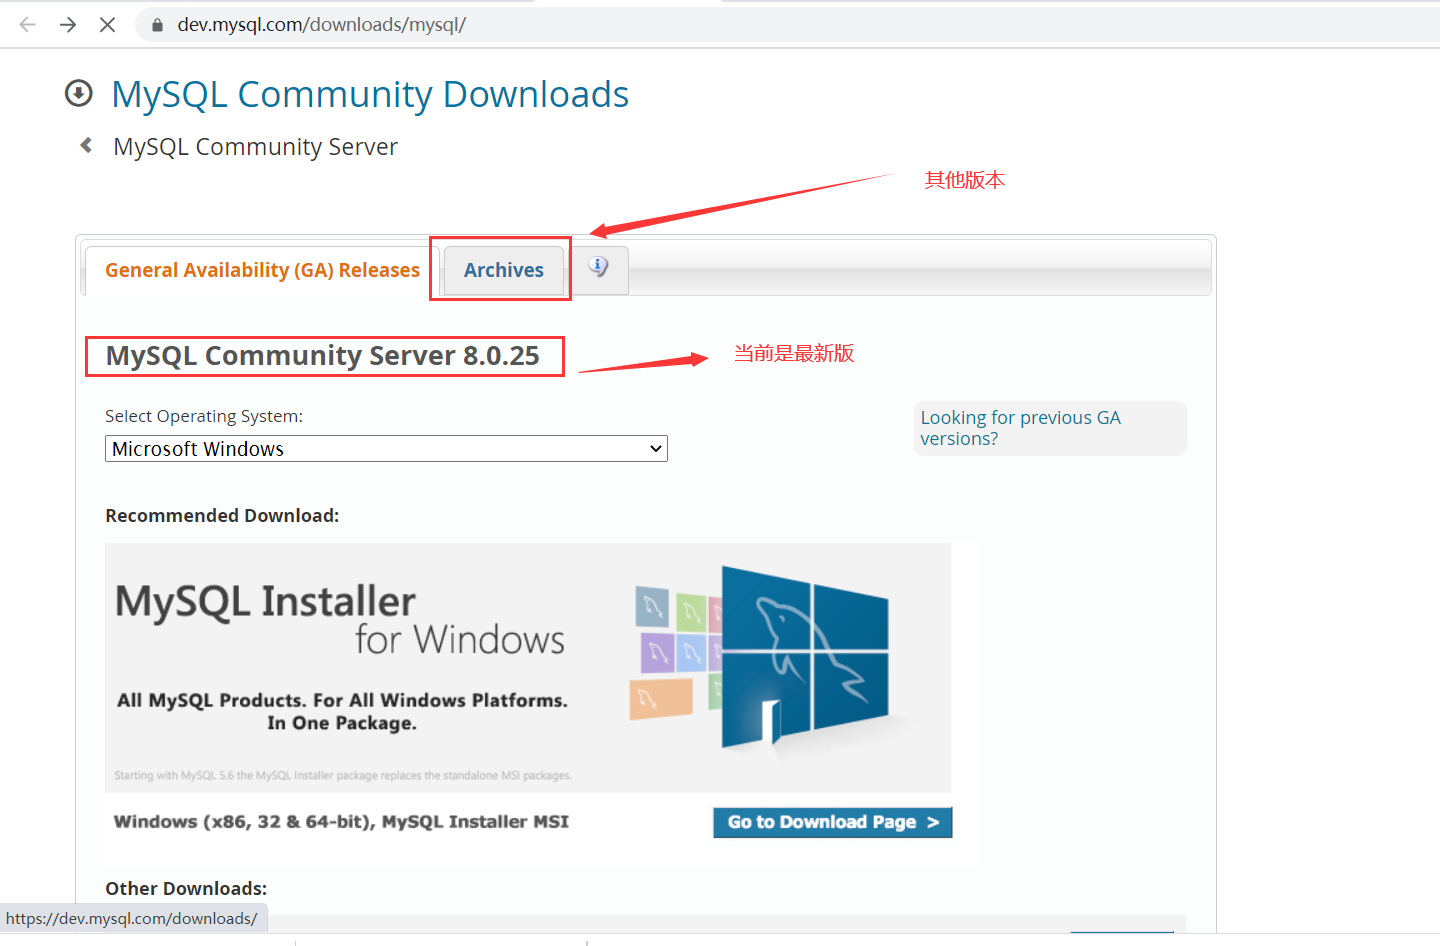 dev.mysql.com/downloads/mysql/
MySQL Community Downloads
MySQL Community Server
其他版本
General Availability (GA) Releases
Archives
MySQL Community Server 8.0.25
当前是最新版
Select Operating System:
Microsoft Windows
Looking for previous GA
versions?
Recommended Download:
MySQL Installer
for Windows
All MySQL Products. For All Windows Platforms.
In One Package.
Starting with MySQL 5.6 the MySQL Installer package replaces the standalone MSI packages.
Windows (x86, 32 & 64-bit), MySQL Installer MSI
Go to Download Page >
Other Downloads:
https://dev.mysql.com/downloads/